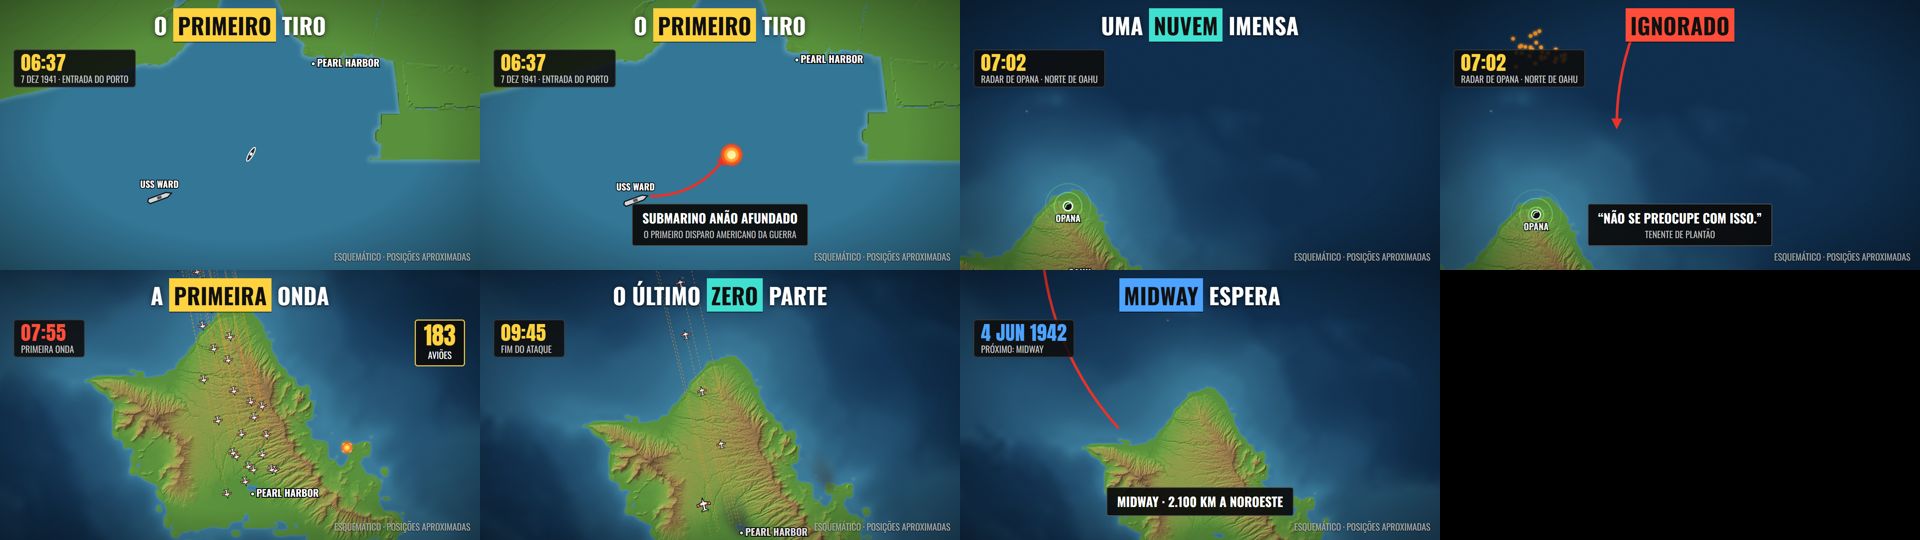 O PRIMEIRO TIRO
06:37
7 DEZ 1941 · ENTRADA DO PORTO
PEARL HARBOR
USS WARD
O PRIMEIRO TIRO
06:37
7 DEZ 1941 · ENTRADA DO PORTO
PEARL HARBOR
USS WARD
SUBMARINO ANÃO AFUNDADO
O PRIMEIRO DISPARO AMERICANO DA GUERRA
ESQUEMÁTICO · POSIÇÕES APROXIMADAS
ESQUEMÁTICO · POSIÇÕES APROXIMADAS
UMA NUVEM IMENSA
07:02
RADAR DE OPANA · NORTE DE OAHU
OPANA
ESQUEMÁTICO · POSIÇÕES APROXIMADAS
IGNORADO
07:02
RADAR DE OPANA · NORTE DE OAHU
OPANA
“NÃO SE PREOCUPE COM ISSO.”
TENENTE DE PLANTÃO
ESQUEMÁTICO · POSIÇÕES APROXIMADAS
A PRIMEIRA ONDA
07:55
PRIMEIRA ONDA
183
AVIÕES
PEARL HARBOR
ESQUEMÁTICO · POSIÇÕES APROXIMADAS
O ÚLTIMO ZERO PARTE
09:45
FIM DO ATAQUE
PEARL HARBOR
ESQUEMÁTICO · POSIÇÕES APROXIMADAS
MIDWAY ESPERA
4 JUN 1942
PRÓXIMO: MIDWAY
MIDWAY · 2.100 KM A NOROESTE
ESQUEMÁTICO · POSIÇÕES APROXIMADAS